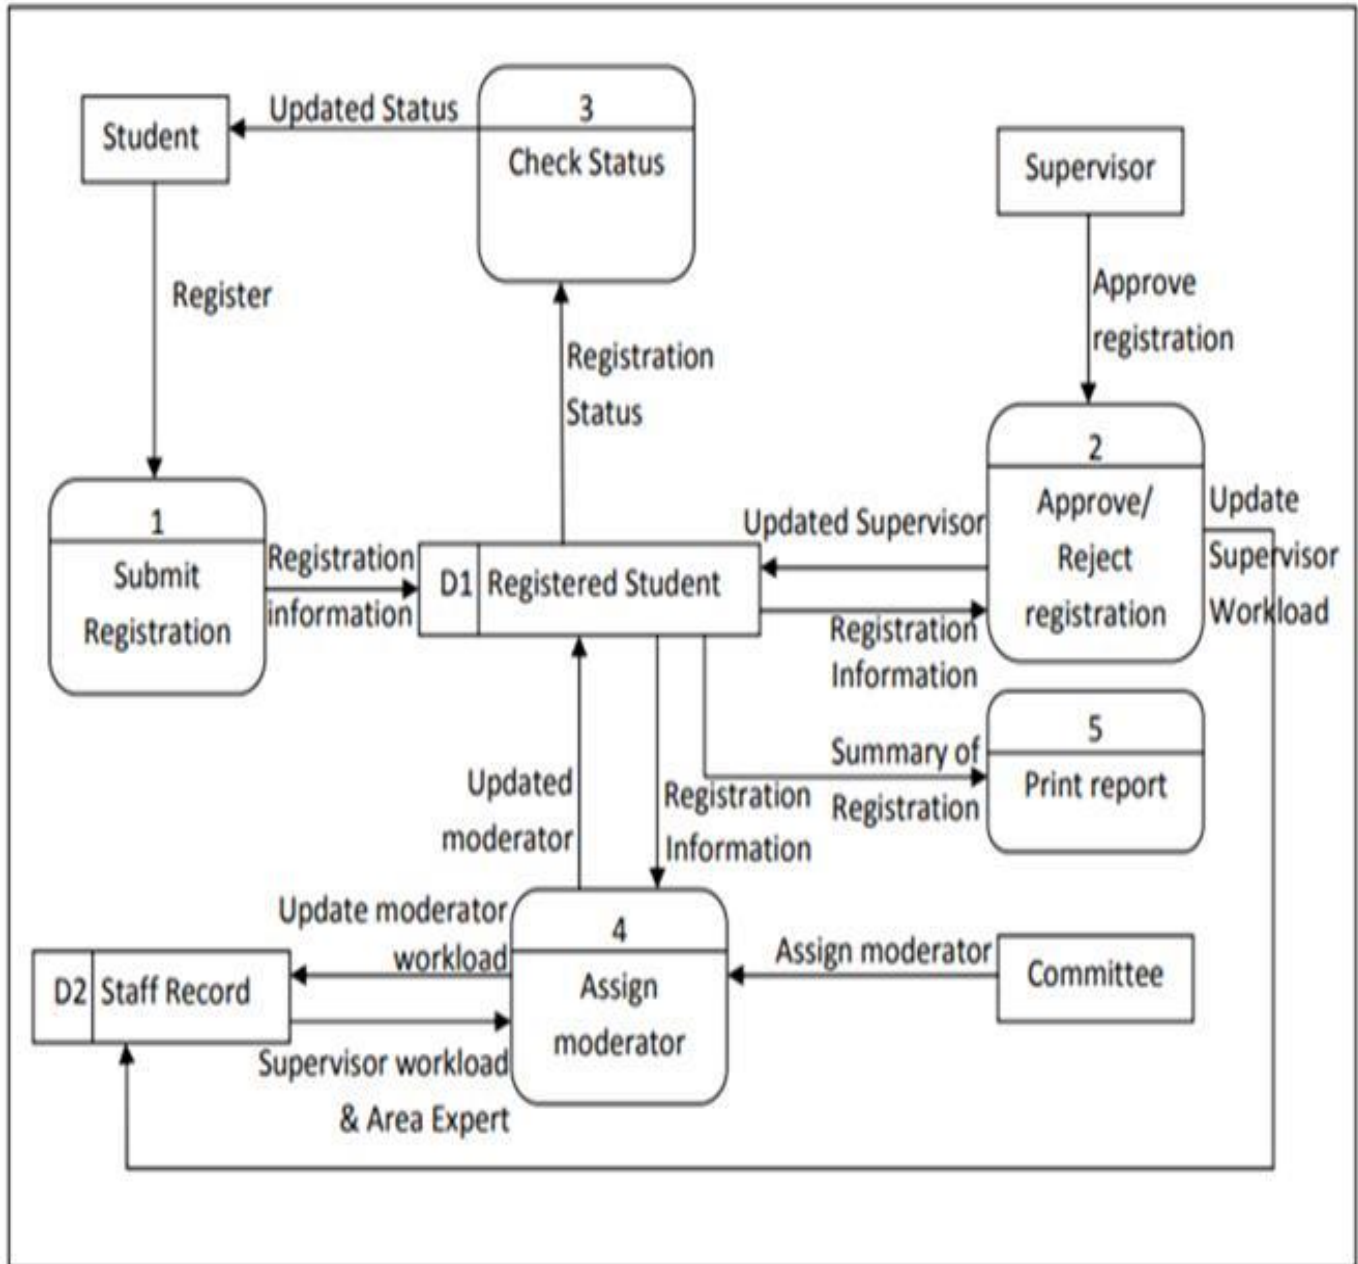 3
Check Status
Updated Status
Student
Supervisor
Register
Approve
registration
Registration
Status
1
Submit
Registration
Registration
information
D1 Registered Student
Updated Supervisor
Registration
Information
2
Approve/
Reject
registration
Update
Supervisor
Workload
5
Print report
Summary of
Registration
Updated
moderator
Registration
Information
Update moderator
workload
4
Assign
moderator
Assign moderator
Committee
D2 Staff Record
Supervisor workload
& Area Expert